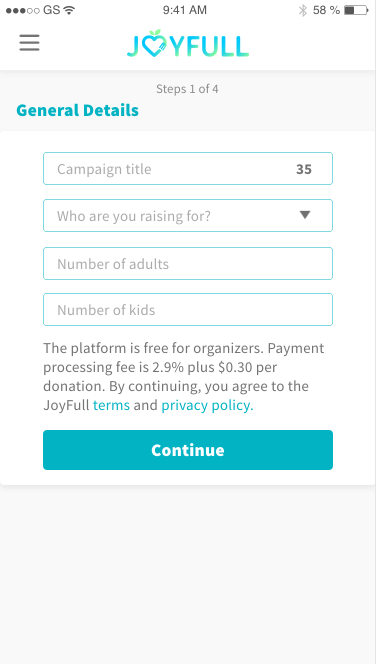 GS 9:41 AM 58 %
JOYFULL
Steps 1 of 4
General Details
Campaign title 35
Who are you raising for?
Number of adults
Number of kids
The platform is free for organizers. Payment
processing fee is 2.9% plus $0.30 per
donation. By continuing, you agree to the
JoyFull terms and privacy policy.
Continue